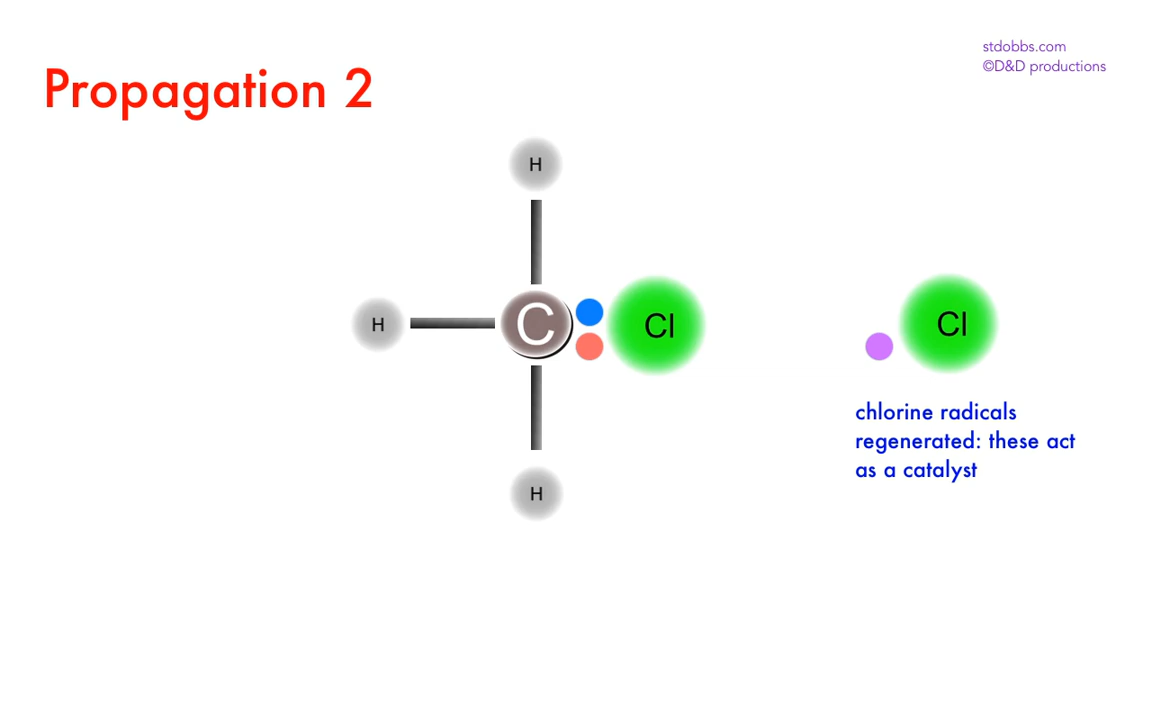 stdobbs.com
©D&D productions
Propagation 2
H
H
C
Cl
Cl
H
chlorine radicals
regenerated: these act
as a catalyst